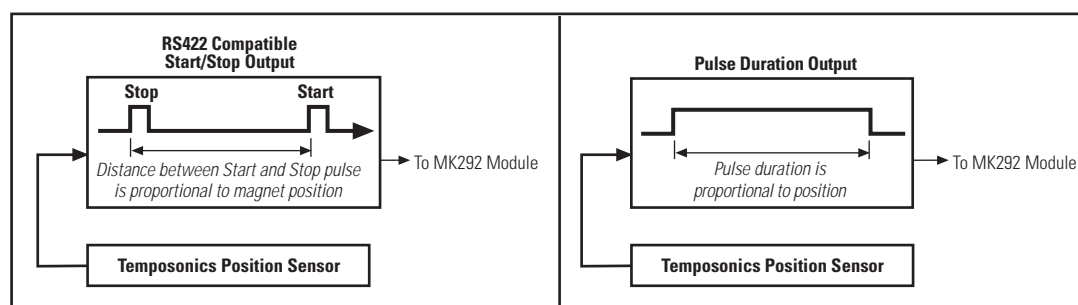 RS422 Compatible
Start/Stop Output
Stop
Start
Distance between Start and Stop pulse
is proportional to magnet position
To MK292 Module
Temposonics Position Sensor
Pulse Duration Output
Pulse duration is
proportional to position
To MK292 Module
Temposonics Position Sensor